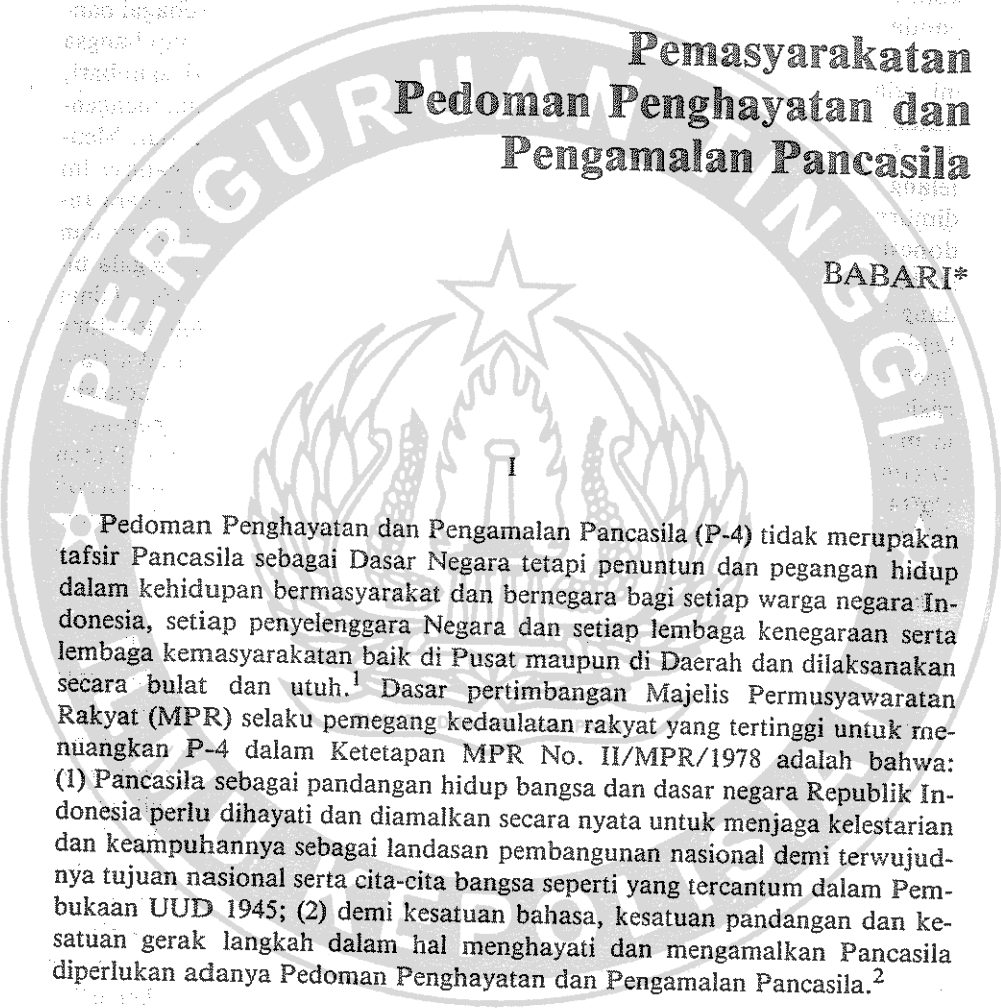 Pemasyarakatan
Pedoman Penghayatan dan
Pengamalan Pancasila
BABARI*
I
Pedoman Penghayatan dan Pengamalan Pancasila (P-4) tidak merupakan
tafsir Pancasila sebagai Dasar Negara tetapi penuntun dan pegangan hidup
dalam kehidupan bermasyarakat dan bernegara bagi setiap warga negara In-
donesia, setiap penyelenggara Negara dan setiap lembaga kenegaraan serta
lembaga kemasyarakatan baik di Pusat maupun di Daerah dan dilaksanakan
secara bulat dan utuh.1 Dasar pertimbangan Majelis Permusyawaratan
Rakyat (MPR) selaku pemegang kedaulatan rakyat yang tertinggi untuk me-
nuangkan P-4 dalam Ketetapan MPR No. II/MPR/1978 adalah bahwa:
(1) Pancasila sebagai pandangan hidup bangsa dan dasar negara Republik In-
donesia perlu dihayati dan diamalkan secara nyata untuk menjaga kelestarian
dan keampuhannya sebagai landasan pembangunan nasional demi terwujud-
nya tujuan nasional serta cita-cita bangsa seperti yang tercantum dalam Pem-
bukaan UUD 1945; (2) demi kesatuan bahasa, kesatuan pandangan dan ke-
satuan gerak langkah dalam hal menghayati dan mengamalkan Pancasila
diperlukan adanya Pedoman Penghayatan dan Pengamalan Pancasila.2
PERGURUAN TINGGI
ILMU KEPOLISIAN